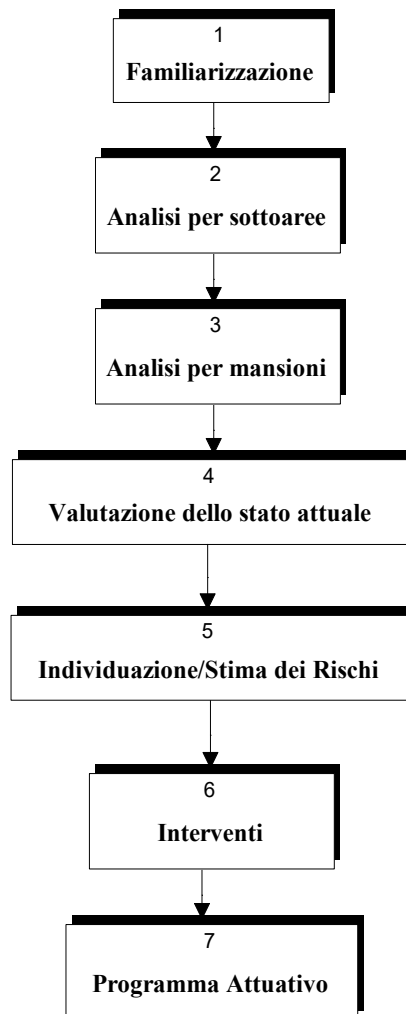 1
Familiarizzazione
2
Analisi per sottoaree
3
Analisi per mansioni
4
Valutazione dello stato attuale
5
Individuazione/Stima dei Rischi
6
Interventi
7
Programma Attuativo